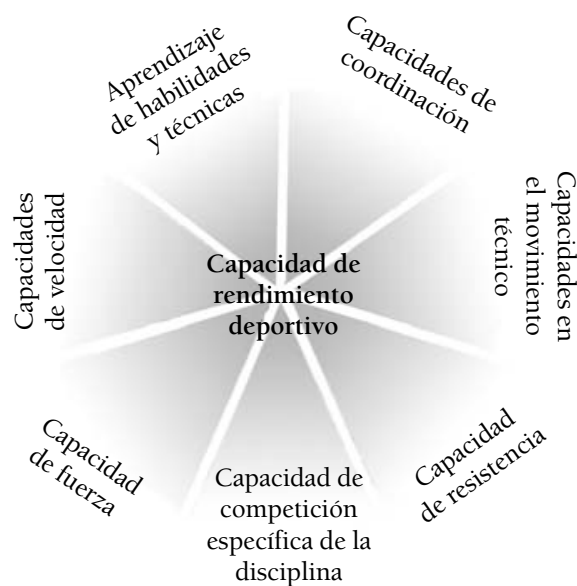 Aprendizaje
de habilidades
y técnicas
Capacidades de
coordinación
Capacidades en
el movimiento
técnico
Capacidad
de resistencia
Capacidad de
competición
específica de la
disciplina
Capacidad
de fuerza
Capacidades
de velocidad
Capacidad de
rendimiento
deportivo